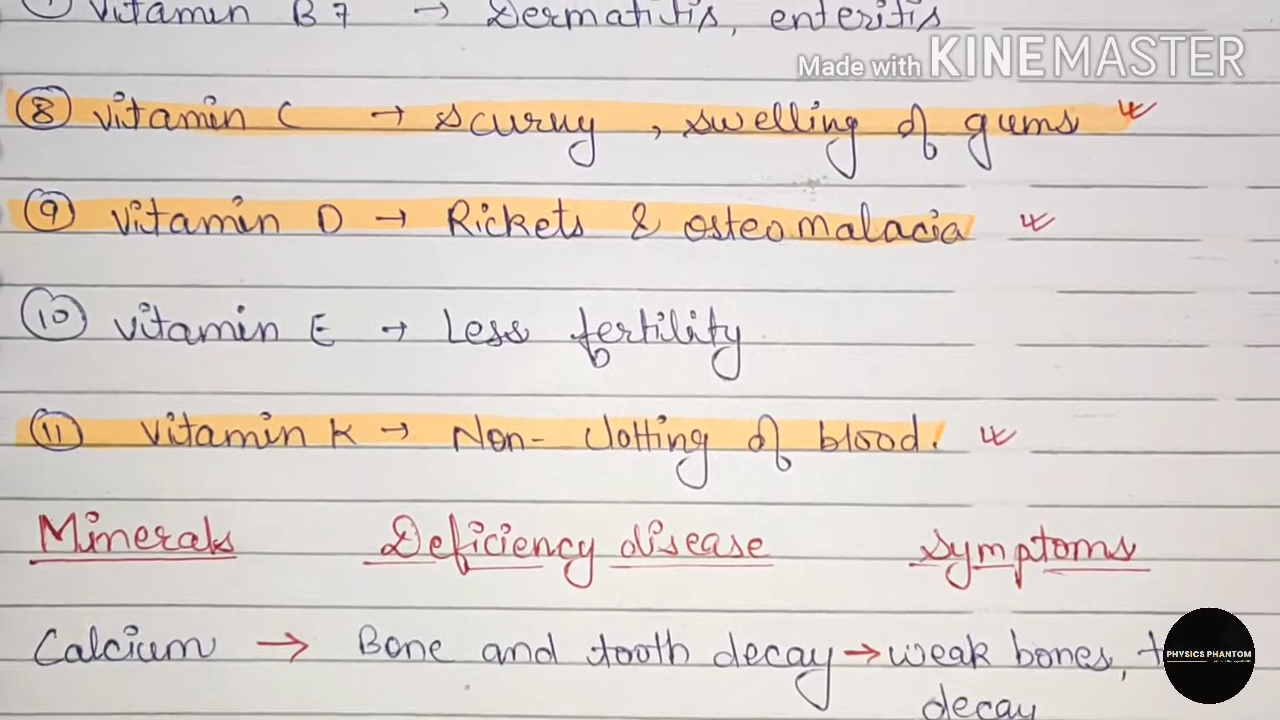 ⑦ Vitamin B7 → Dermatitis, enteritis
Made with KINEMASTER
⑧ Vitamin C → scurvy, swelling of gums
⑨ Vitamin D → Rickets & osteomalacia
⑩ Vitamin E → Less fertility
⑪ Vitamin K → Non-clotting of blood.
Minerals Deficiency disease Symptoms
Calcium → Bone and tooth decay → weak bones,
decay
PHYSICS PHANTOM